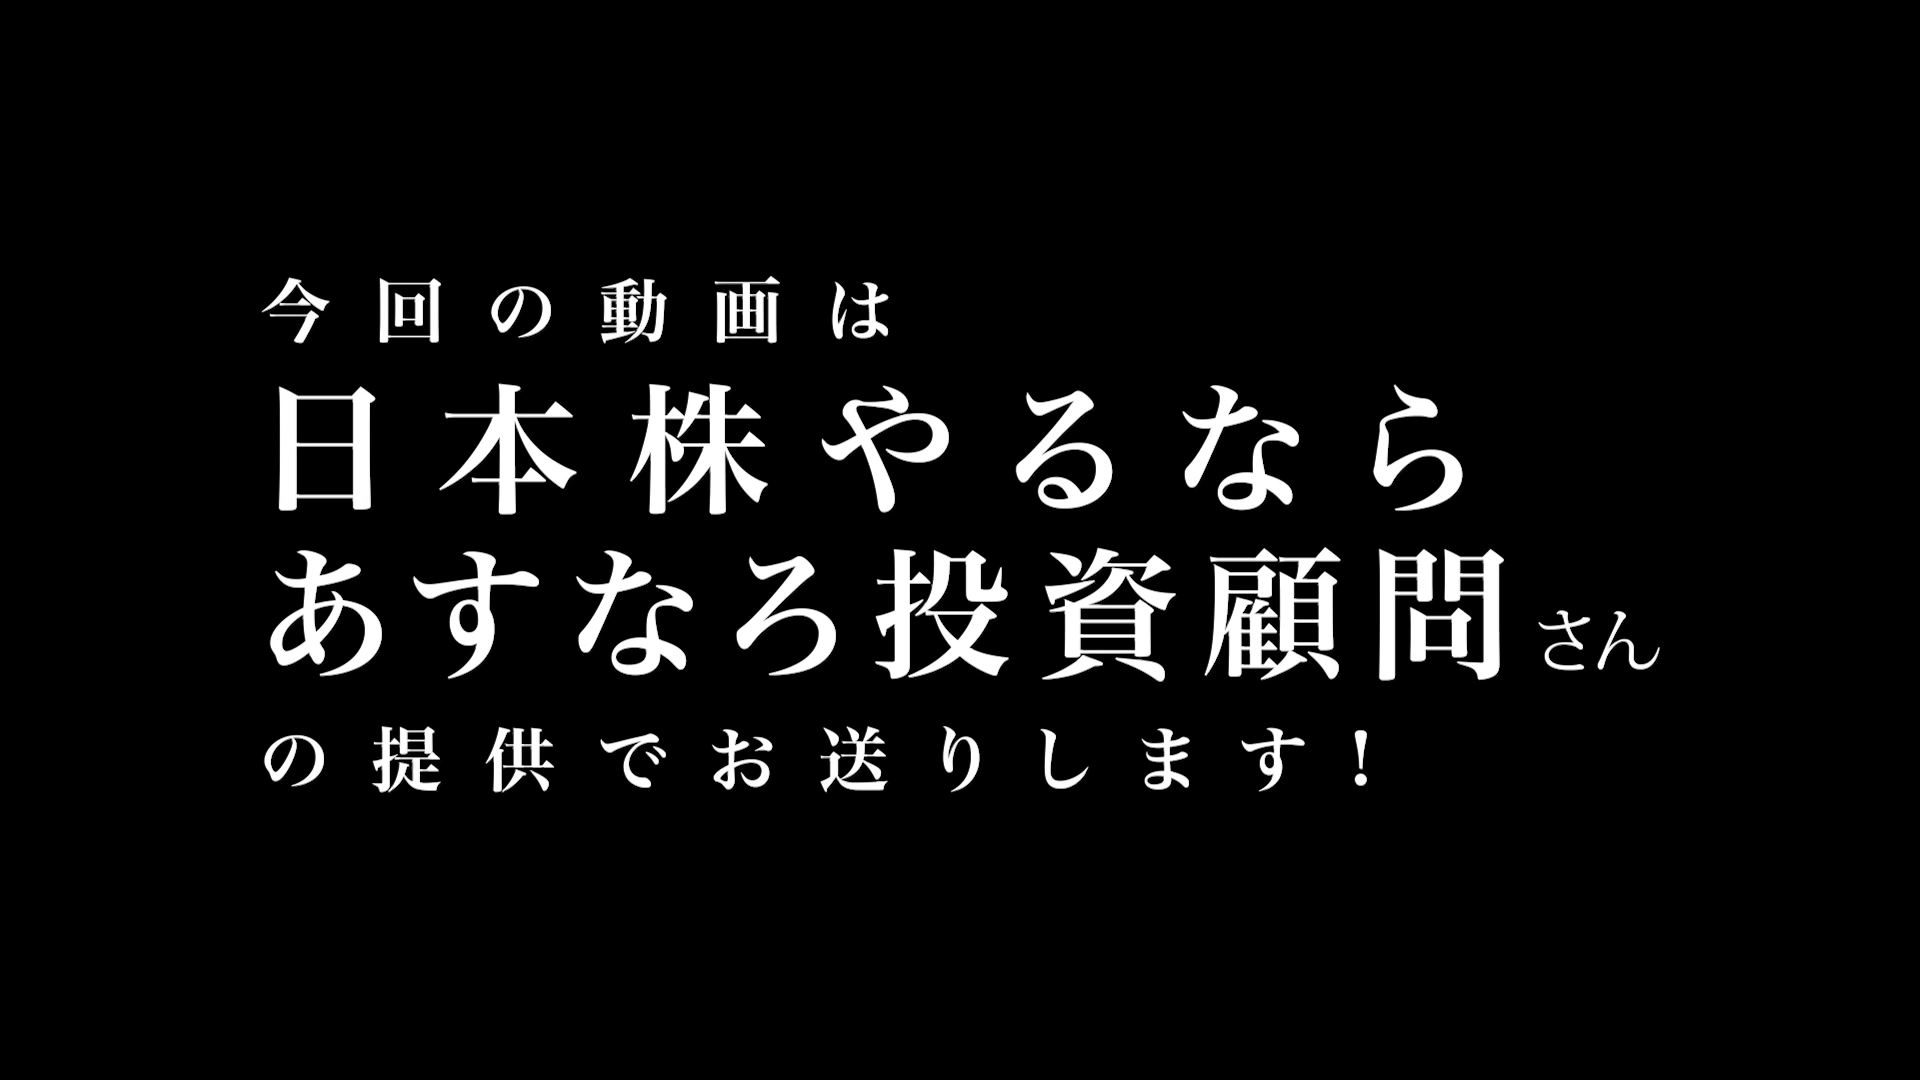 今回の動画は
日本株やるなら
あすなろ投資顧問さん
の提供でお送りします!